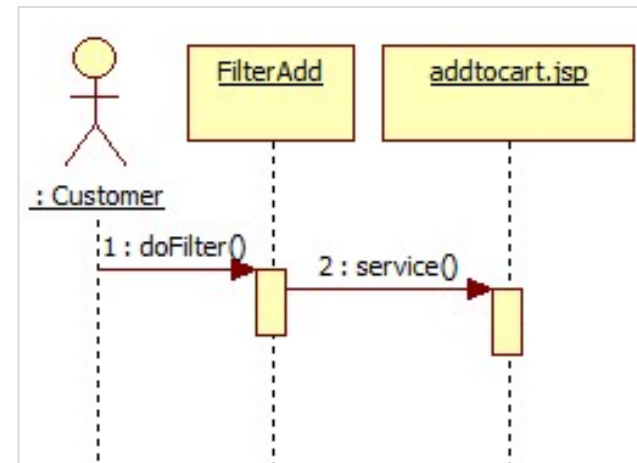 FilterAdd
addtocart.jsp
: Customer
1 : doFilter()
2 : service()